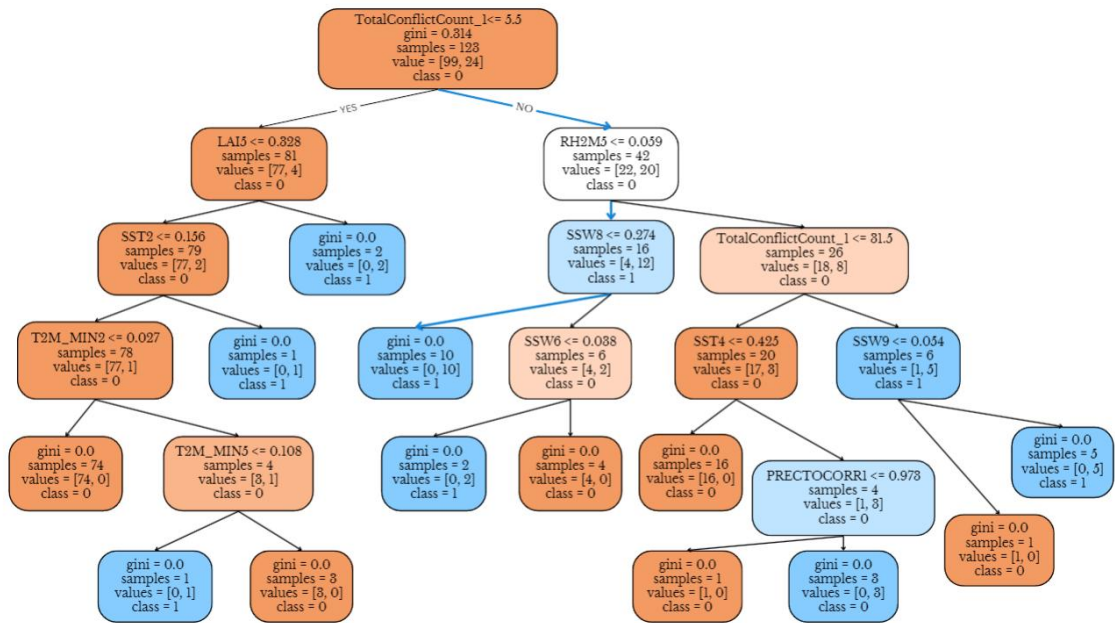 TotalConflictCount_1<= 5.5
gini = 0.314
samples = 123
value = [99, 24]
class = 0
YES
NO
LAI5 <= 0.328
samples = 81
values = [77, 4]
class = 0
RH2M5 <= 0.059
samples = 42
values = [22, 20]
class = 0
SST2 <= 0.156
samples = 79
values = [77, 2]
class = 0
gini = 0.0
samples = 2
values = [0, 2]
class = 1
SSW8 <= 0.274
samples = 16
values = [4, 12]
class = 1
TotalConflictCount_1 <= 31.5
samples = 26
values = [18, 8]
class = 0
T2M_MIN2 <= 0.027
samples = 78
values = [77, 1]
class = 0
gini = 0.0
samples = 1
values = [0, 1]
class = 1
gini = 0.0
samples = 10
values = [0, 10]
class = 1
SSW6 <= 0.038
samples = 6
values = [4, 2]
class = 0
SST4 <= 0.425
samples = 20
values = [17, 3]
class = 0
SSW9 <= 0.054
samples = 6
values = [1, 5]
class = 1
gini = 0.0
samples = 74
values = [74, 0]
class = 0
T2M_MIN5 <= 0.108
samples = 4
values = [3, 1]
class = 0
gini = 0.0
samples = 2
values = [0, 2]
class = 1
gini = 0.0
samples = 4
values = [4, 0]
class = 0
gini = 0.0
samples = 16
values = [16, 0]
class = 0
PRECTOCORR1 <= 0.973
samples = 4
values = [1, 3]
class = 0
gini = 0.0
samples = 5
values = [0, 5]
class = 1
gini = 0.0
samples = 1
values = [1, 0]
class = 0
gini = 0.0
samples = 1
values = [0, 1]
class = 1
gini = 0.0
samples = 3
values = [3, 0]
class = 0
gini = 0.0
samples = 1
values = [1, 0]
class = 0
gini = 0.0
samples = 3
values = [0, 3]
class = 0